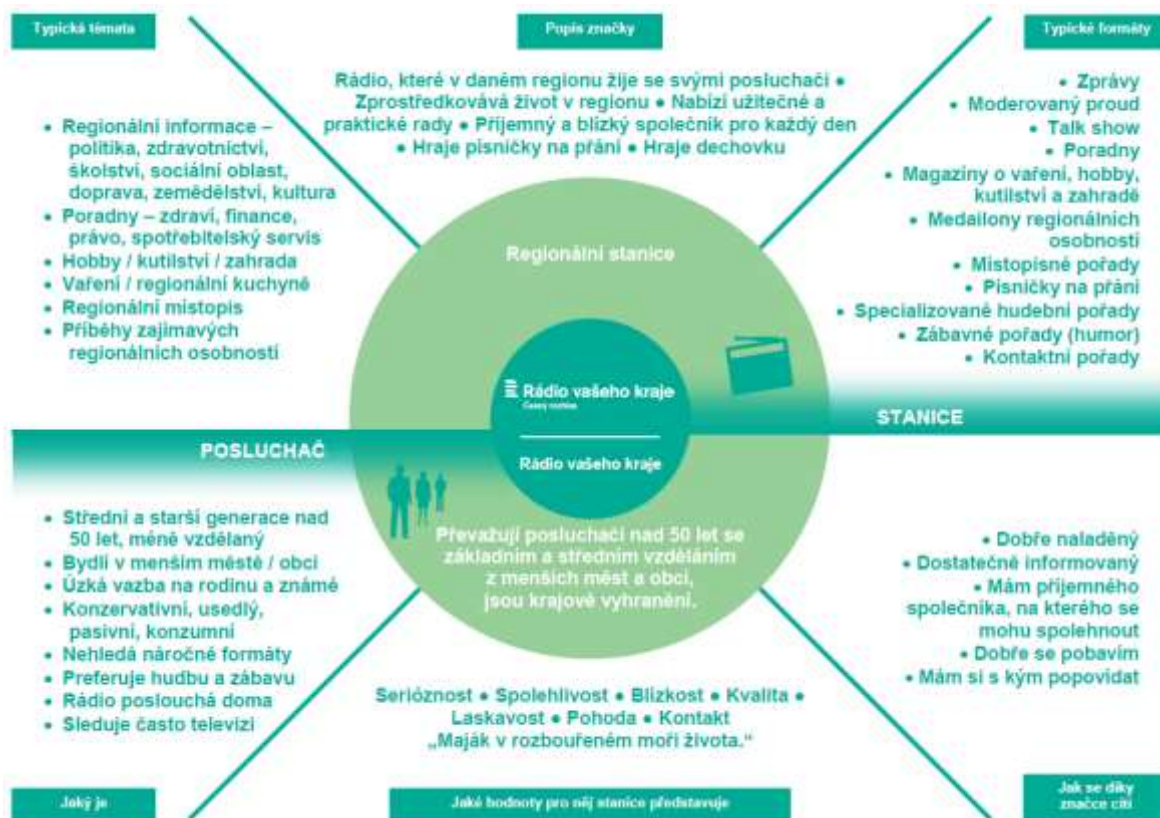 Typická témata
• Regionální informace –
politika, zdravotnictví,
školství, sociální oblast,
doprava, zemědělství, kultura
• Poradny – zdraví, finance,
právo, spotřebitelský servis
• Hobby / kutilství / zahrada
• Vaření / regionální kuchyně
• Regionální místopis
• Příběhy zajímavých
regionálních osobností
Popis značky
Rádio, které v daném regionu žije se svými posluchači •
Zprostředkovává život v regionu • Nabízí užitečné a
praktické rady • Příjemný a blízký společník pro každý den
• Hraje písničky na přání • Hraje dechovku
Typické formáty
• Zprávy
• Moderovaný proud
• Talk show
• Poradny
• Magazíny o vaření, hobby,
kutilství a zahradě
• Medailony regionálních
osobností
• Místopisné pořady
• Písničky na přání
• Specializované hudební pořady
• Zábavné pořady (humor)
• Kontaktní pořady
Regionální stanice
Rádio vašeho kraje
Český rozhlas
Rádio vašeho kraje
STANICE
POSLUCHAČ
Převažují posluchači nad 50 let se
základním a středním vzděláním
z menších měst a obcí,
jsou krajově vyhranění.
• Střední a starší generace nad
50 let, méně vzdělaný
• Bydlí v menším městě / obci
• Úzká vazba na rodinu a známé
• Konzervativní, usedlý,
pasivní, konzumní
• Nehledá náročné formáty
• Preferuje hudbu a zábavu
• Rádio poslouchá doma
• Sleduje často televizi
Jaký je
Serióznost • Spolehlivost • Blízkost • Kvalita •
Laskavost • Pohoda • Kontakt
„Maják v rozbouřeném moři života.“
Jaké hodnoty pro něj stanice představuje
• Dobře naladěný
• Dostatečně informovaný
• Mám příjemného
společníka, na kterého se
mohu spolehnout
• Dobře se pobavím
• Mám si s kým popovídat
Jak se díky
značce cítí